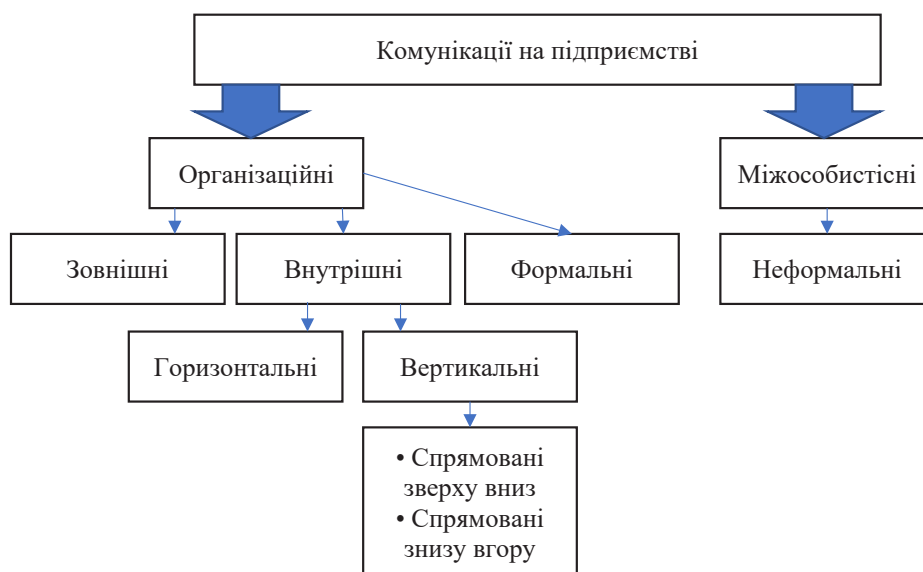 Комунікації на підприємстві
Організаційні
Міжособистісні
Зовнішні
Внутрішні
Формальні
Неформальні
Горизонтальні
Вертикальні
• Спрямовані
зверху вниз
• Спрямовані
знизу вгору